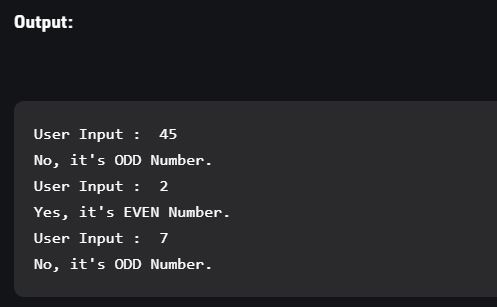 Output:
User Input :  45
No, it's ODD Number.
User Input :  2
Yes, it's EVEN Number.
User Input :  7
No, it's ODD Number.